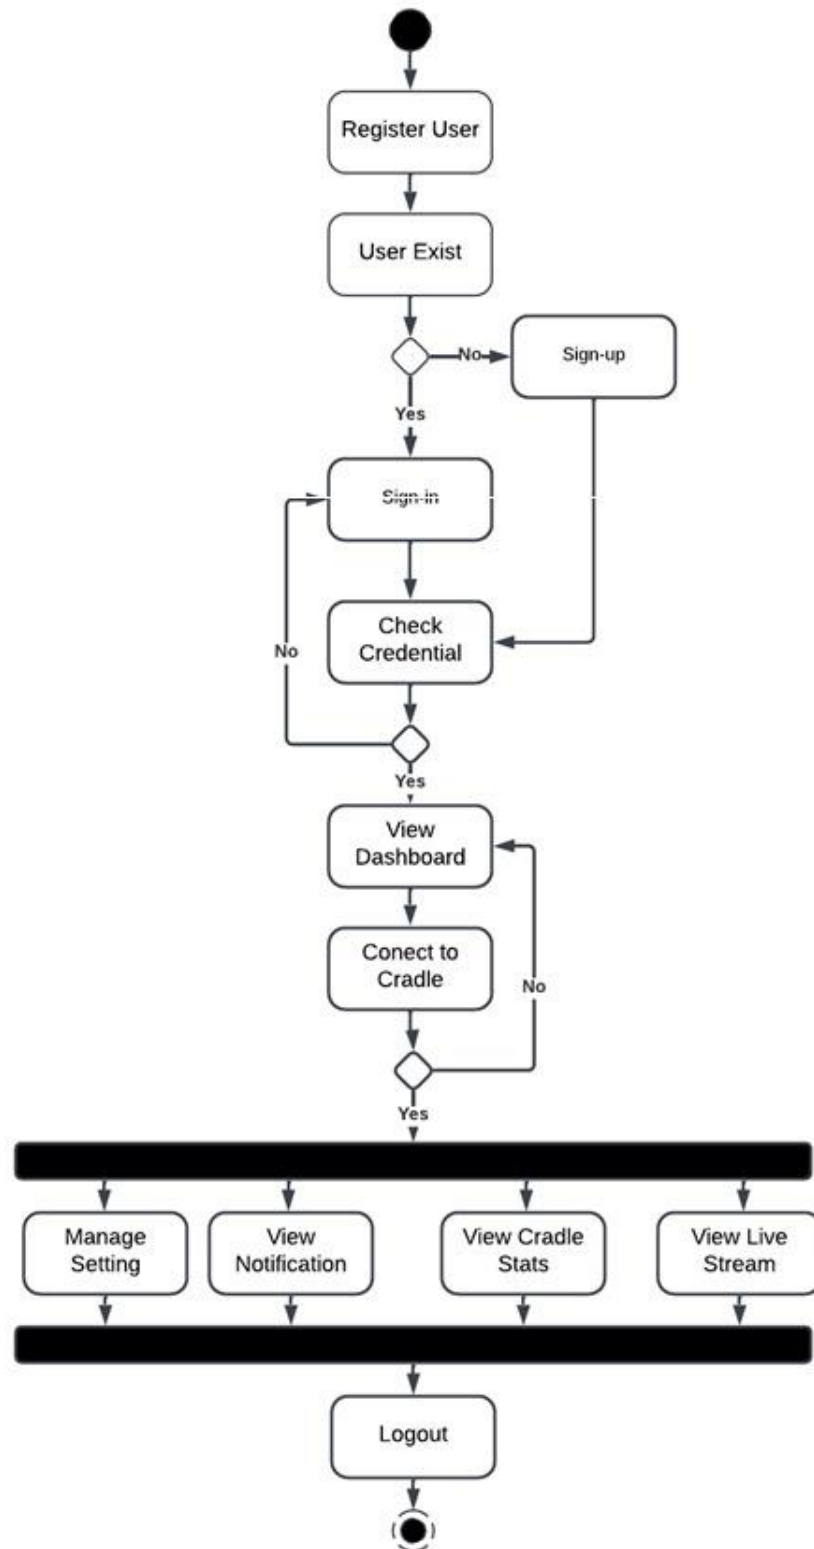 Register User
User Exist
No
Sign-up
Yes
Sign-in
Check
Credential
No
Yes
View
Dashboard
Conect to
Cradle
No
Yes
Manage
Setting
View
Notification
View Cradle
Stats
View Live
Stream
Logout